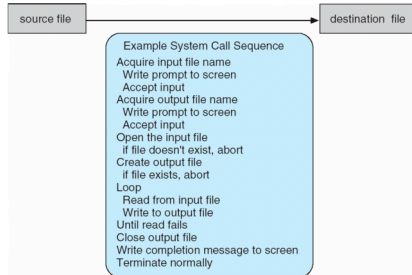 source file
destination file
Example System Call Sequence
Acquire input file name
Write prompt to screen
Accept input
Acquire output file name
Write prompt to screen
Accept input
Open the input file
if file doesn't exist, abort
Create output file
if file exists, abort
Loop
Read from input file
Write to output file
Until read fails
Close output file
Write completion message to screen
Terminate normally